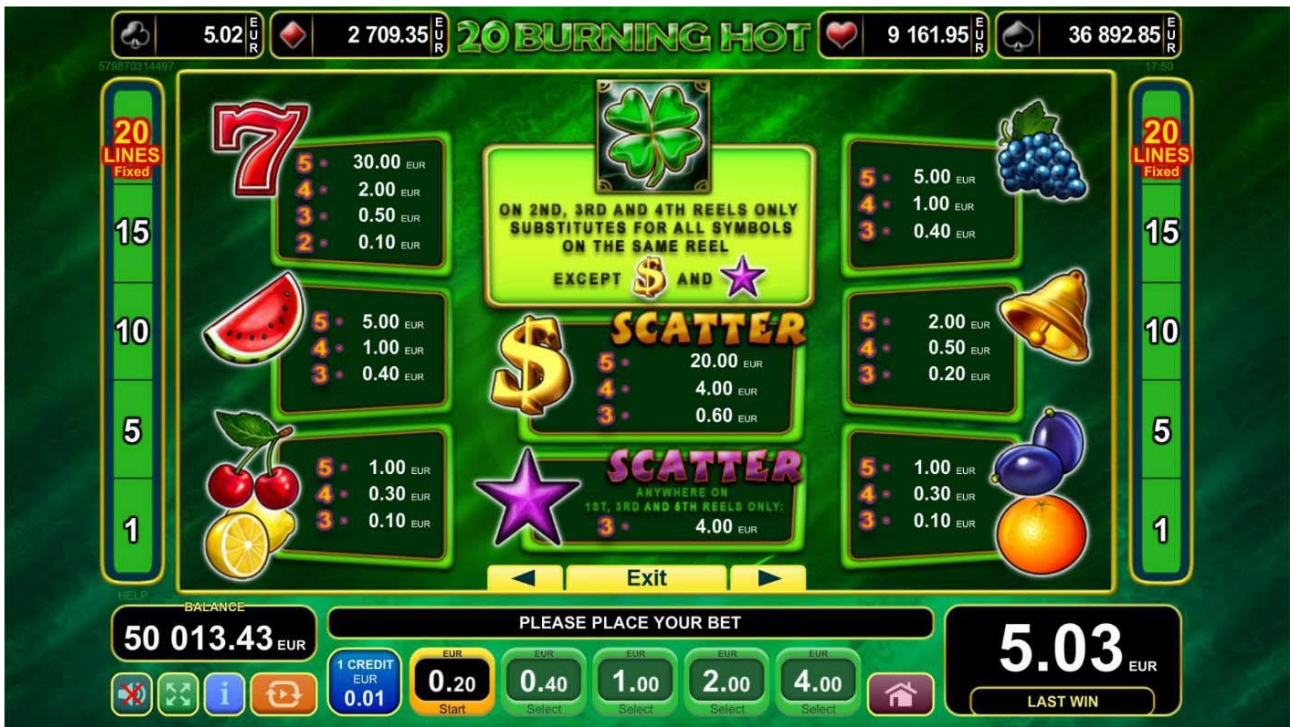 5.02 EUR
2 709.35 EUR
20 BURNING HOT
9 161.95 EUR
36 892.85 EUR
579870314497
17:50
20
LINES
Fixed
15
10
5
1
5 30.00 EUR
4 2.00 EUR
3 0.50 EUR
2 0.10 EUR
5 5.00 EUR
4 1.00 EUR
3 0.40 EUR
5 1.00 EUR
4 0.30 EUR
3 0.10 EUR
ON 2ND, 3RD AND 4TH REELS ONLY
SUBSTITUTES FOR ALL SYMBOLS
ON THE SAME REEL
EXCEPT $ AND
SCATTER
$
5 20.00 EUR
4 4.00 EUR
3 0.60 EUR
SCATTER
ANYWHERE ON
1ST, 3RD AND 5TH REELS ONLY:
3 4.00 EUR
5 5.00 EUR
4 1.00 EUR
3 0.40 EUR
5 2.00 EUR
4 0.50 EUR
3 0.20 EUR
5 1.00 EUR
4 0.30 EUR
3 0.10 EUR
20
LINES
Fixed
15
10
5
1
Exit
HELP
BALANCE
50 013.43 EUR
PLEASE PLACE YOUR BET
5.03 EUR
LAST WIN
1 CREDIT
EUR
0.01
EUR
0.20
Start
EUR
0.40
Select
EUR
1.00
Select
EUR
2.00
Select
EUR
4.00
Select